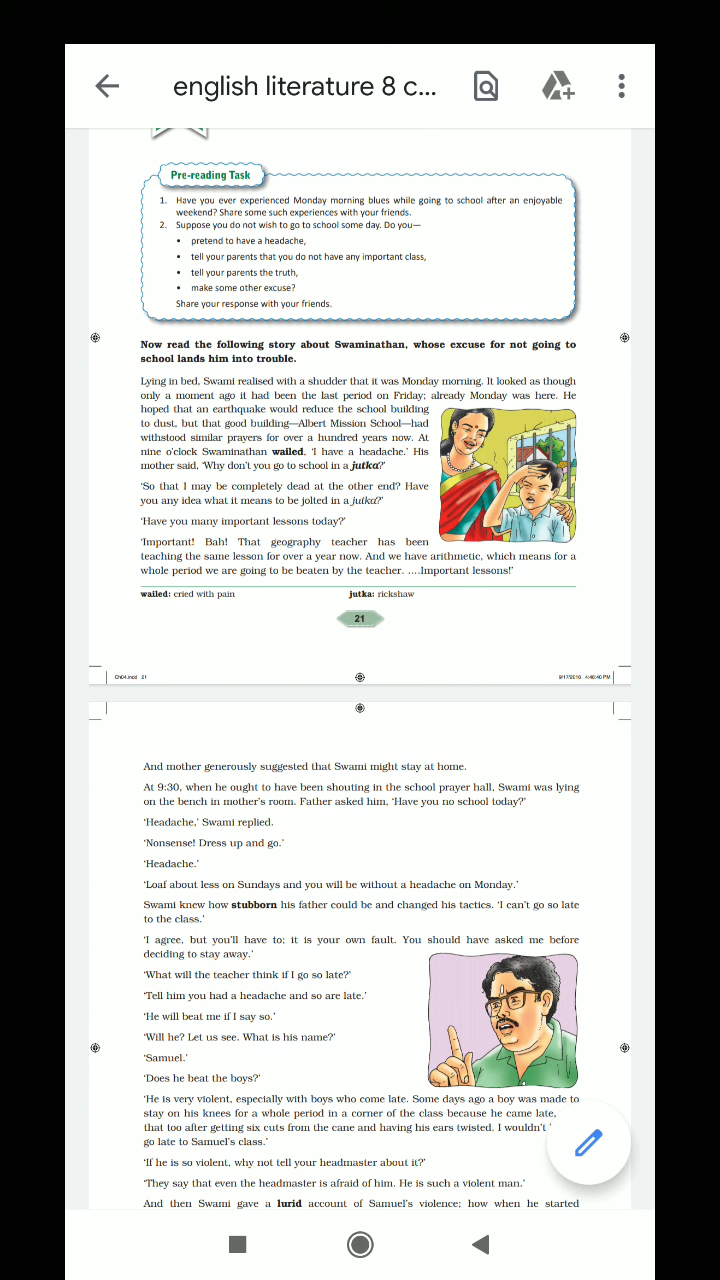 english literature 8 c...
Pre-reading Task
1. Have you ever experienced Monday morning blues while going to school after an enjoyable
weekend? Share some such experiences with your friends.
2. Suppose you do not wish to go to school some day. Do you—
• pretend to have a headache,
• tell your parents that you do not have any important class,
• tell your parents the truth,
• make some other excuse?
Share your response with your friends.
Now read the following story about Swaminathan, whose excuse for not going to
school lands him into trouble.
Lying in bed, Swami realised with a shudder that it was Monday morning. It looked as though
only a moment ago it had been the last period on Friday; already Monday was here. He
hoped that an earthquake would reduce the school building
to dust, but that good building—Albert Mission School—had
withstood similar prayers for over a hundred years now. At
nine o'clock Swaminathan wailed, 'I have a headache.' His
mother said, 'Why don't you go to school in a jutka?'
'So that I may be completely dead at the other end? Have
you any idea what it means to be jolted in a jutka?'
'Have you many important lessons today?'
'Important! Bah! That geography teacher has been
teaching the same lesson for over a year now. And we have arithmetic, which means for a
whole period we are going to be beaten by the teacher. ....Important lessons!'
wailed: cried with pain jutka: rickshaw
21
Ch04.indd 21 9/17/2016 4:46:40 PM
And mother generously suggested that Swami might stay at home.
At 9:30, when he ought to have been shouting in the school prayer hall, Swami was lying
on the bench in mother's room. Father asked him, 'Have you no school today?'
'Headache,' Swami replied.
'Nonsense! Dress up and go.'
'Headache.'
'Loaf about less on Sundays and you will be without a headache on Monday.'
Swami knew how stubborn his father could be and changed his tactics. 'I can't go so late
to the class.'
'I agree, but you'll have to; it is your own fault. You should have asked me before
deciding to stay away.'
'What will the teacher think if I go so late?'
'Tell him you had a headache and so are late.'
'He will beat me if I say so.'
'Will he? Let us see. What is his name?'
'Samuel.'
'Does he beat the boys?'
'He is very violent, especially with boys who come late. Some days ago a boy was made to
stay on his knees for a whole period in a corner of the class because he came late,
that too after getting six cuts from the cane and having his ears twisted. I wouldn't
go late to Samuel's class.'
'If he is so violent, why not tell your headmaster about it?'
'They say that even the headmaster is afraid of him. He is such a violent man.'
And then Swami gave a lurid account of Samuel's violence; how when he started